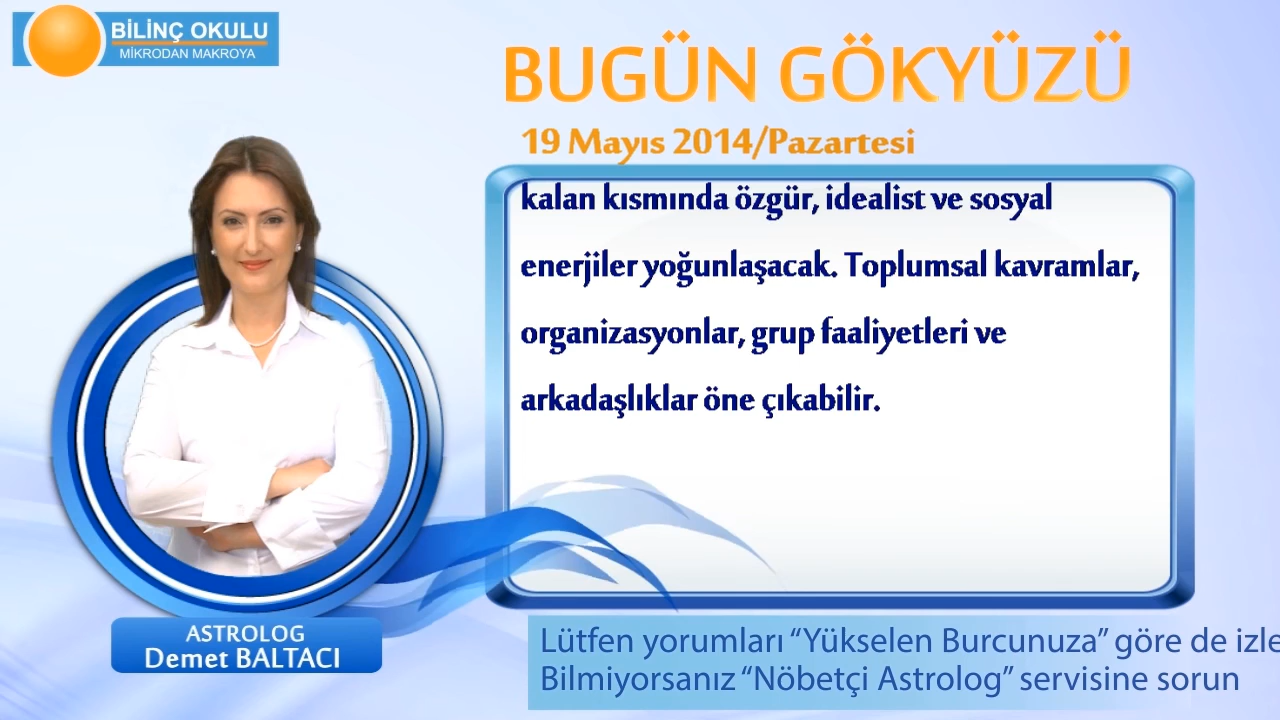 BİLİNÇ OKULU
MİKRODAN MAKROYA
BUGÜN GÖKYÜZÜ
19 Mayıs 2014/Pazartesi
kalan kısmında özgür, idealist ve sosyal
enerjiler yoğunlaşacak. Toplumsal kavramlar,
organizasyonlar, grup faaliyetleri ve
arkadaşlıklar öne çıkabilir.
ASTROLOG
Demet BALTACI
Lütfen yorumları “Yükselen Burcunuza” göre de izle
Bilmiyorsanız “Nöbetçi Astrolog” servisine sorun